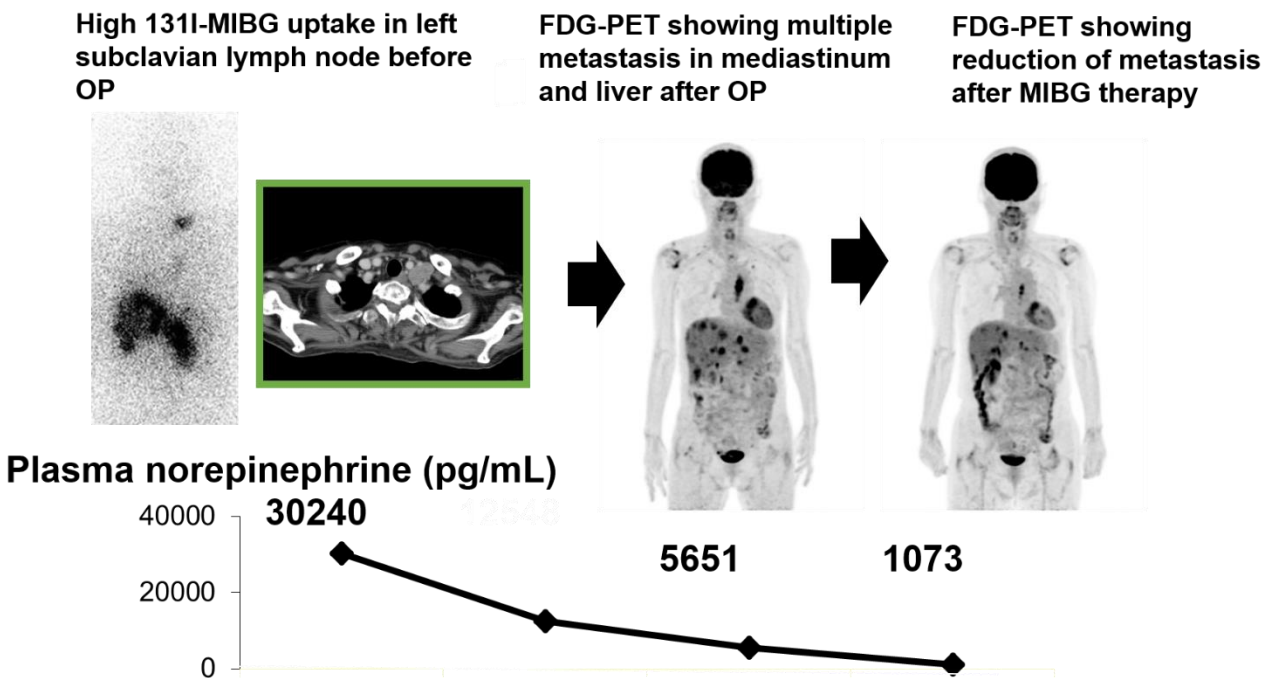 High 131I-MIBG uptake in left
subclavian lymph node before
OP
FDG-PET showing multiple
metastasis in mediastinum
and liver after OP
FDG-PET showing
reduction of metastasis
after MIBG therapy
Plasma norepinephrine (pg/mL)
40000
30240
12548
5651
1073
20000
0